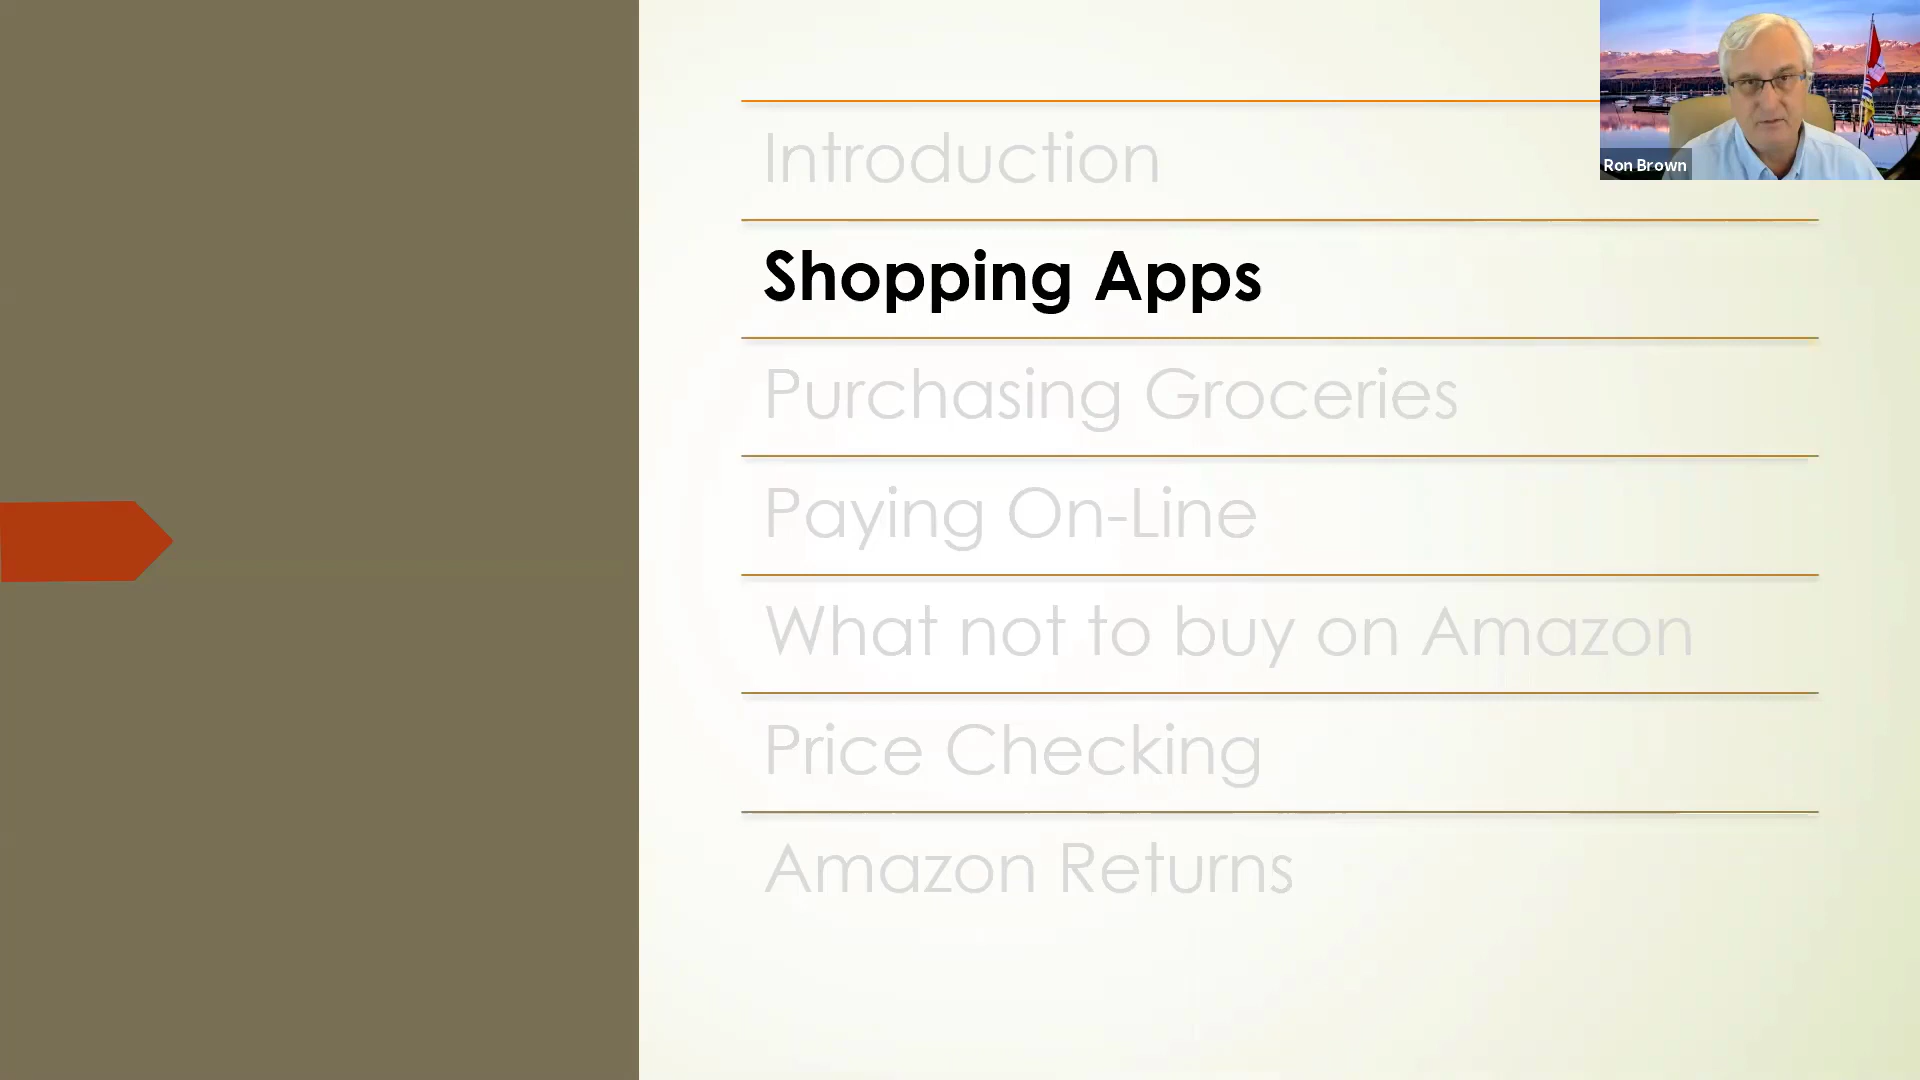 Introduction
Shopping Apps
Purchasing Groceries
Paying On-Line
What not to buy on Amazon
Price Checking
Amazon Returns
Ron Brown